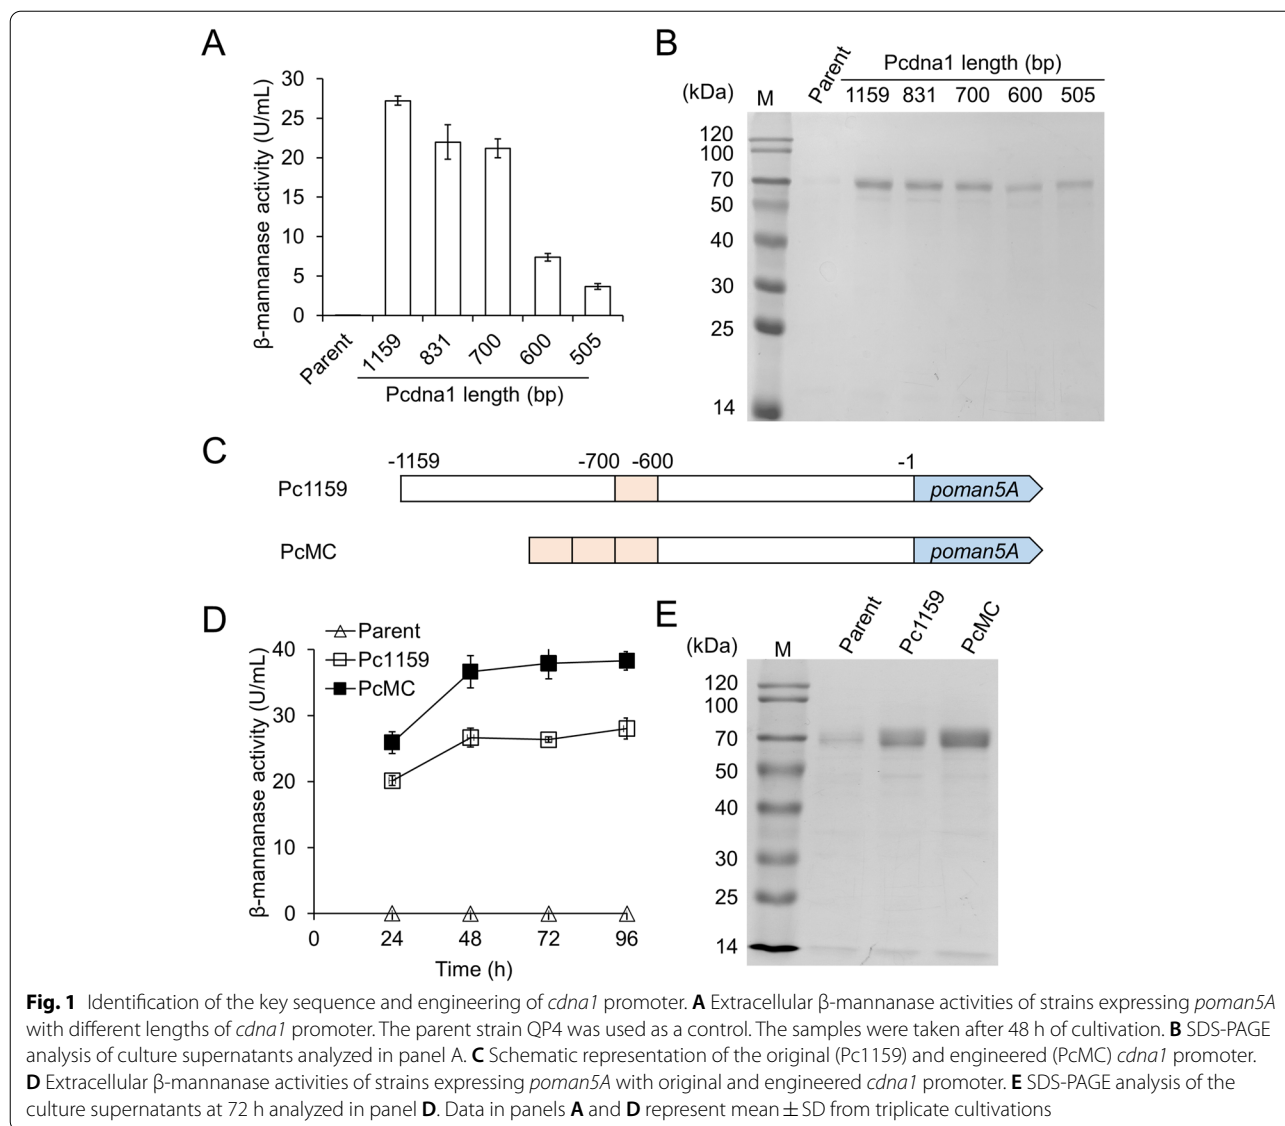 A
β-mannanase activity (U/mL)
30
25
20
15
10
5
0
Parent
1159
831
700
600
505
Pcdna1 length (bp)
B
Pcdna1 length (bp)
(kDa) M Parent 1159 831 700 600 505
120
100
70
50
40
30
25
14
C
-1159 -700 -600 -1
Pc1159 poman5A
PcMC poman5A
D
Parent
Pc1159
PcMC
β-mannanase activity (U/mL)
40
30
20
10
0
0 24 48 72 96
Time (h)
E
(kDa) M Parent Pc1159 PcMC
120
100
70
50
40
30
25
14
Fig. 1 Identification of the key sequence and engineering of cdna1 promoter. A Extracellular β-mannanase activities of strains expressing poman5A
with different lengths of cdna1 promoter. The parent strain QP4 was used as a control. The samples were taken after 48 h of cultivation. B SDS-PAGE
analysis of culture supernatants analyzed in panel A. C Schematic representation of the original (Pc1159) and engineered (PcMC) cdna1 promoter.
D Extracellular β-mannanase activities of strains expressing poman5A with original and engineered cdna1 promoter. E SDS-PAGE analysis of the
culture supernatants at 72 h analyzed in panel D. Data in panels A and D represent mean ± SD from triplicate cultivations